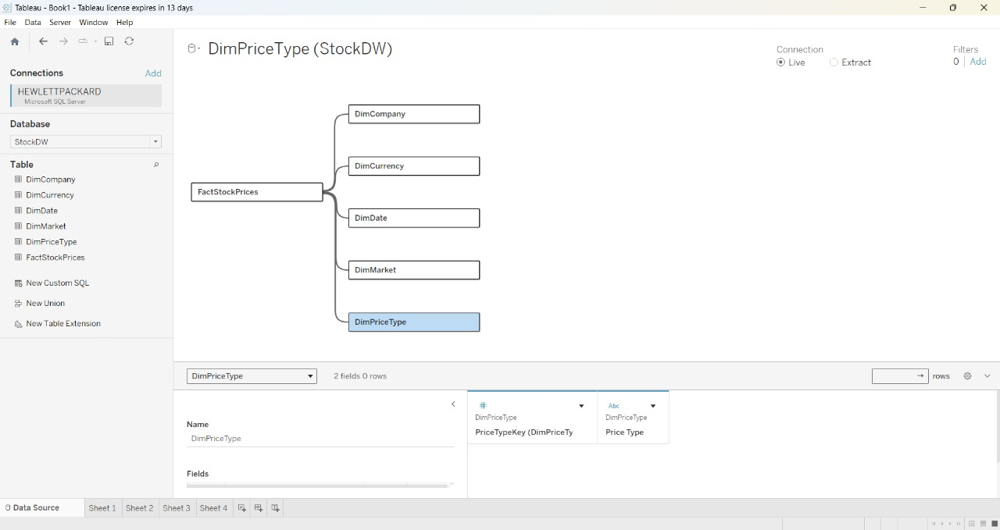 Tableau - Book1 - Tableau license expires in 13 days
File Data Server Window Help
Connections Add
HEWLETTPACKARD
Microsoft SQL Server
Database
StockDW
Table
DimCompany
DimCurrency
DimDate
DimMarket
DimPriceType
FactStockPrices
New Custom SQL
New Union
New Table Extension
DimPriceType (StockDW)
Connection
Live Extract
Filters
0 Add
FactStockPrices
DimCompany
DimCurrency
DimDate
DimMarket
DimPriceType
DimPriceType 2 fields 0 rows rows
Name
DimPriceType
Fields
# Abc
DimPriceType DimPriceType
PriceTypeKey (DimPriceTy Price Type
Data Source Sheet 1 Sheet 2 Sheet 3 Sheet 4